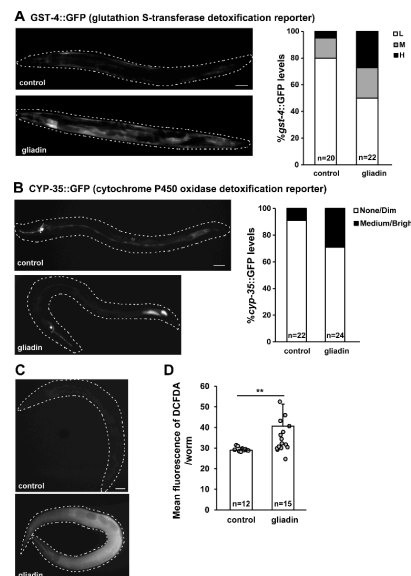 A GST-4::GFP (glutathion S-transferase detoxification reporter)
control
gliadin
%gst-4::GFP levels
100
80
60
40
20
0
n=20
n=22
control
gliadin
L
M
H
B CYP-35::GFP (cytochrome P450 oxidase detoxification reporter)
control
gliadin
%cyp-35::GFP levels
100
80
60
40
20
0
n=22
n=24
control
gliadin
None/Dim
Medium/Brigh
C
control
gliadin
D
Mean fluorescence of DCFDA
/worm
60
50
40
30
20
10
0
**
n=12
n=15
control
gliadin